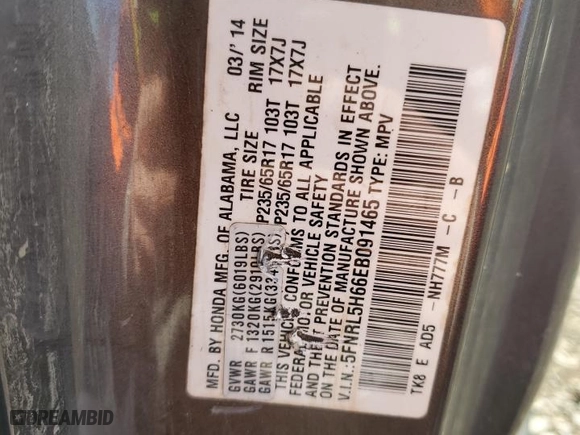 MFD. BY HONDA MFG. OF ALABAMA, LLC 03/'14
TIRE SIZE RIM SIZE
GVWR 2730KG(6019LBS)
GAWR F 1320KG(2911LBS) P235/65R17 103T 17X7J
GAWR R 1515KG(334 P235/65R17 103T 17X7J
THIS VEHICLE CONFORMS TO ALL APPLICABLE
FEDERAL MOTOR VEHICLE SAFETY
AND THEFT PREVENTION STANDARDS IN EFFECT
ON THE DATE OF MANUFACTURE SHOWN ABOVE.
V.I.N.:5FNRL5H66EB091465 TYPE: MPV
TK8 E AD5 -NH777M -C -B
DREAMBID